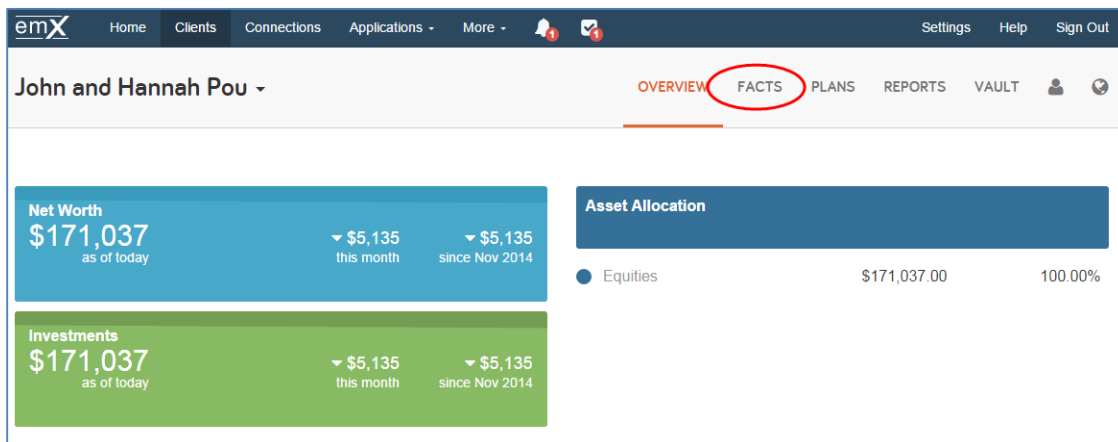 emX Home Clients Connections Applications More 1 1 Settings Help Sign Out
John and Hannah Pou OVERVIEW FACTS PLANS REPORTS VAULT
Net Worth
$171,037
as of today
$5,135
this month
$5,135
since Nov 2014
Asset Allocation
Equities $171,037.00 100.00%
Investments
$171,037
as of today
$5,135
this month
$5,135
since Nov 2014